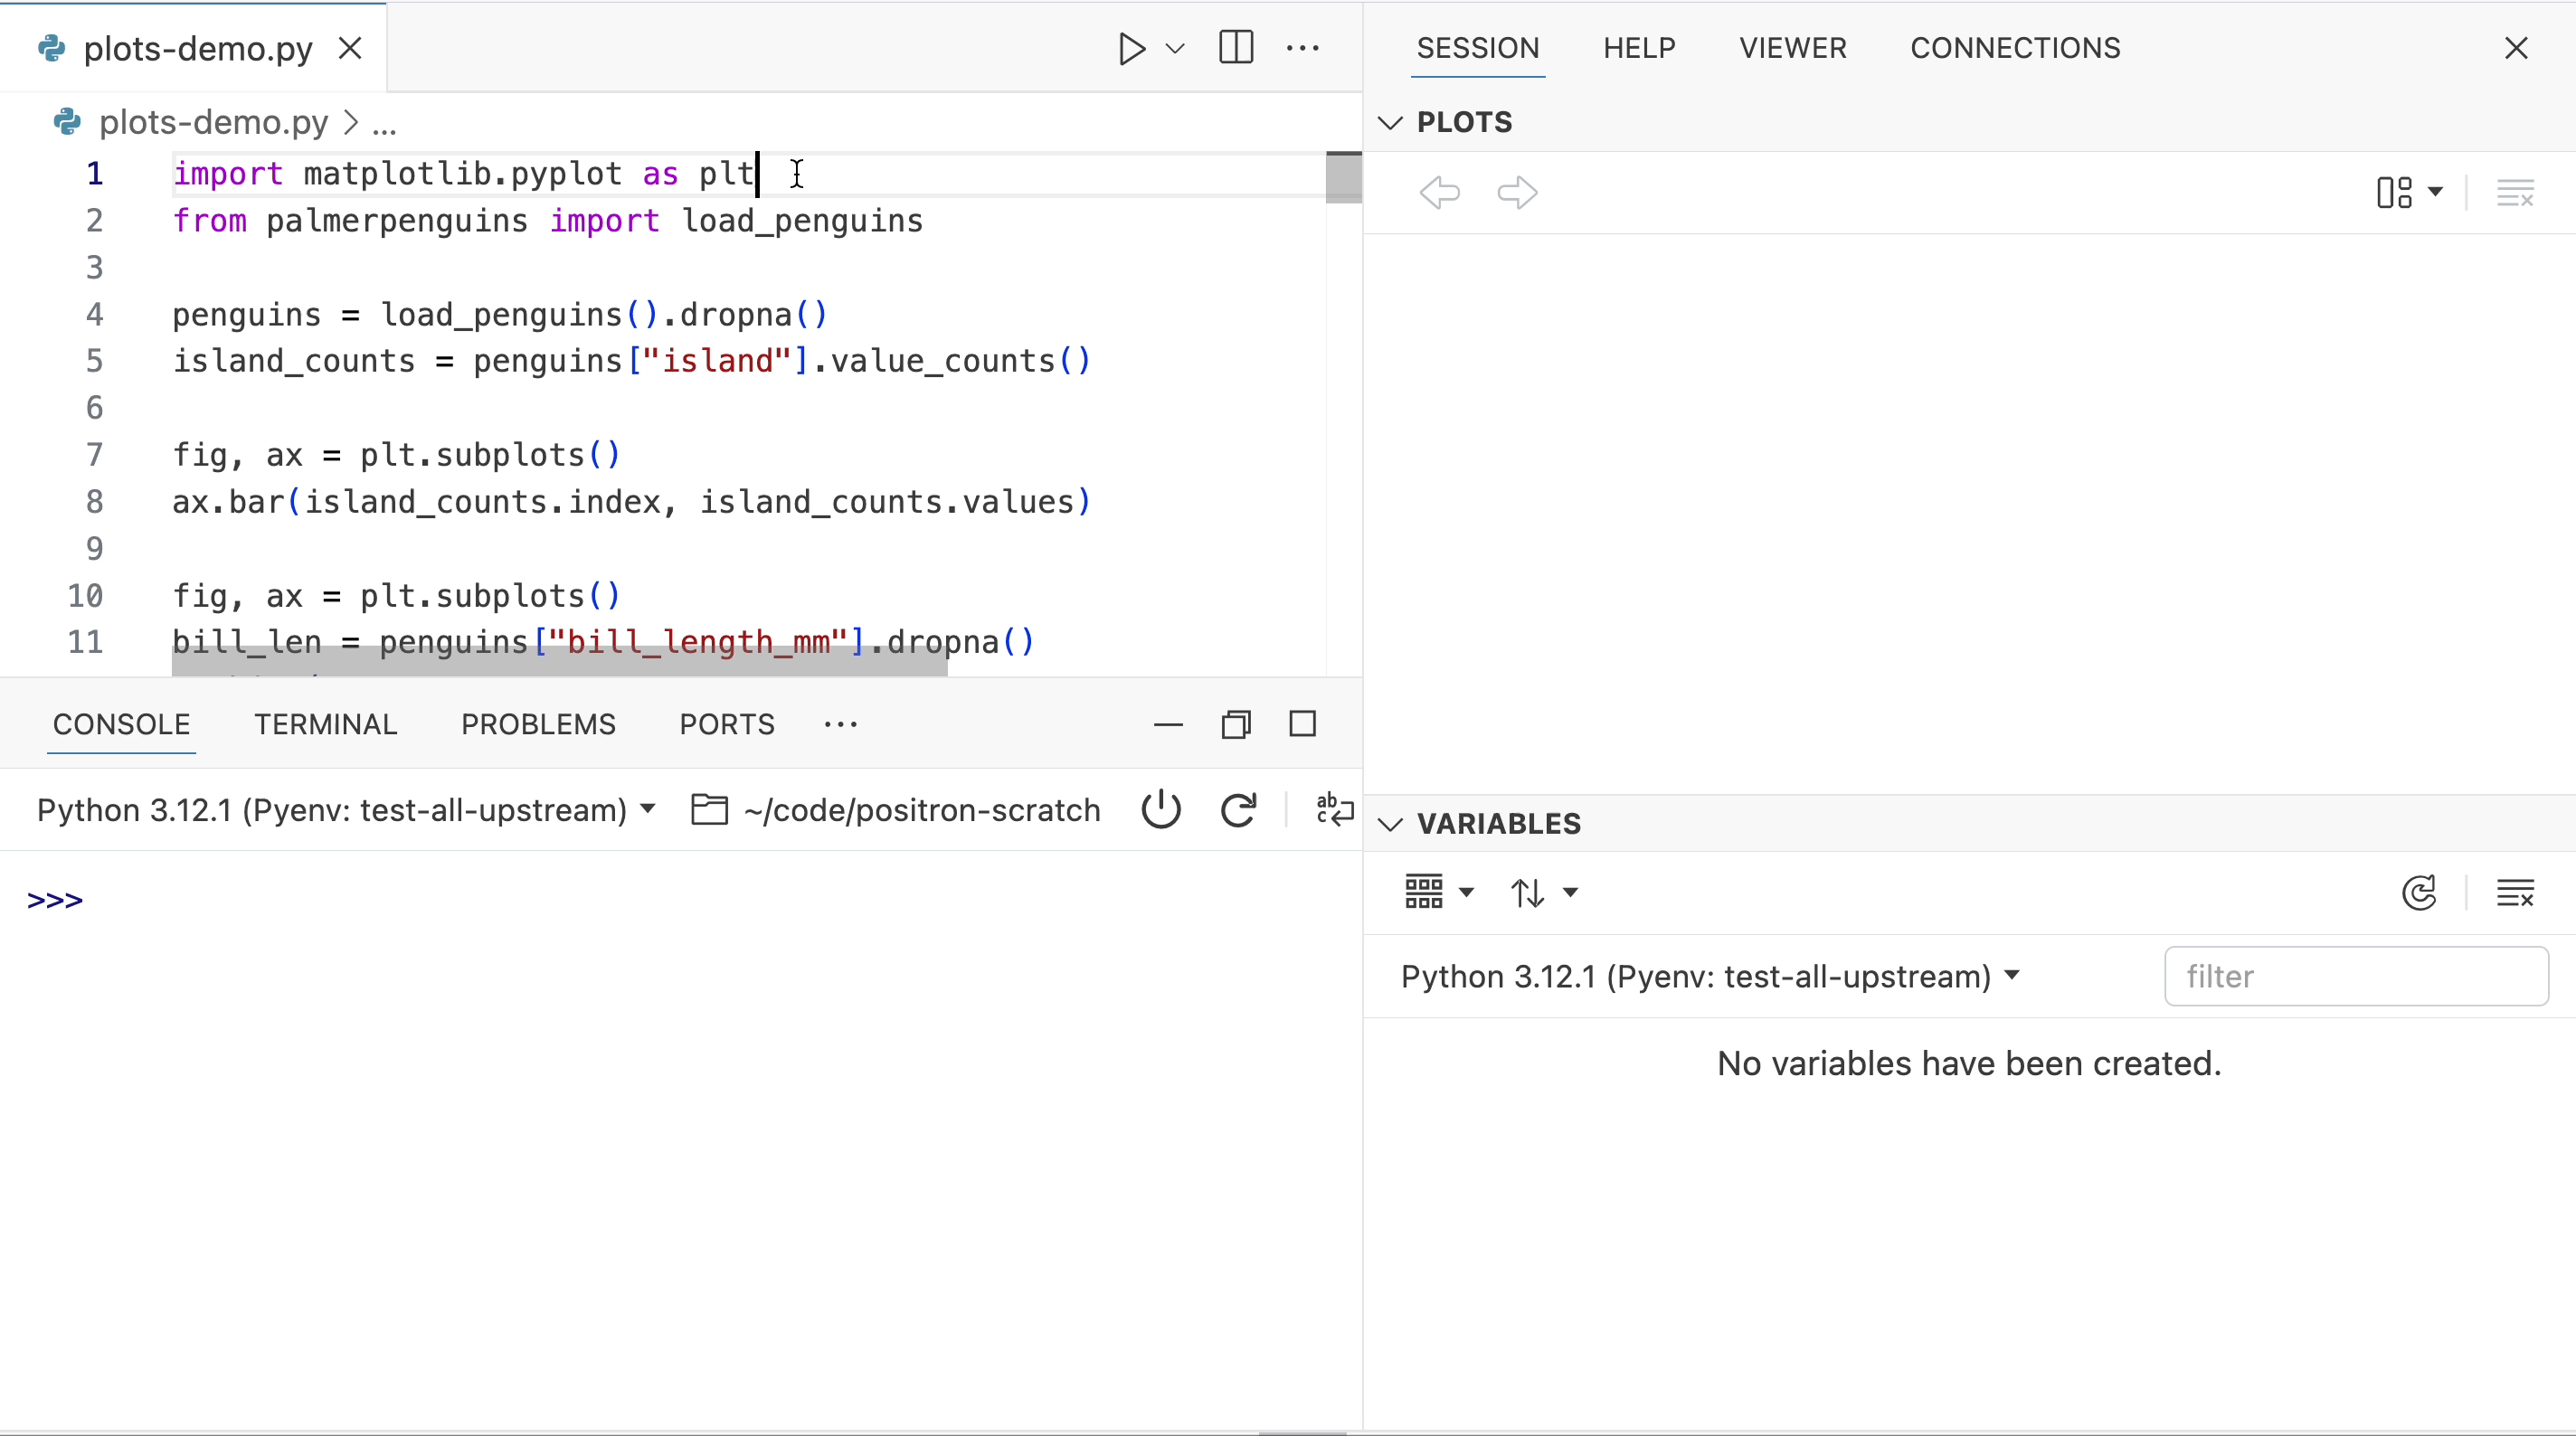 plots-demo.py
plots-demo.py > ...
1 import matplotlib.pyplot as plt
2 from palmerpenguins import load_penguins
3
4 penguins = load_penguins().dropna()
5 island_counts = penguins["island"].value_counts()
6
7 fig, ax = plt.subplots()
8 ax.bar(island_counts.index, island_counts.values)
9
10 fig, ax = plt.subplots()
11 bill_len = penguins["bill_length_mm"].dropna()
CONSOLE TERMINAL PROBLEMS PORTS ...
Python 3.12.1 (Pyenv: test-all-upstream) ~/code/positron-scratch
>>>
SESSION HELP VIEWER CONNECTIONS
PLOTS
VARIABLES
Python 3.12.1 (Pyenv: test-all-upstream) filter
No variables have been created.